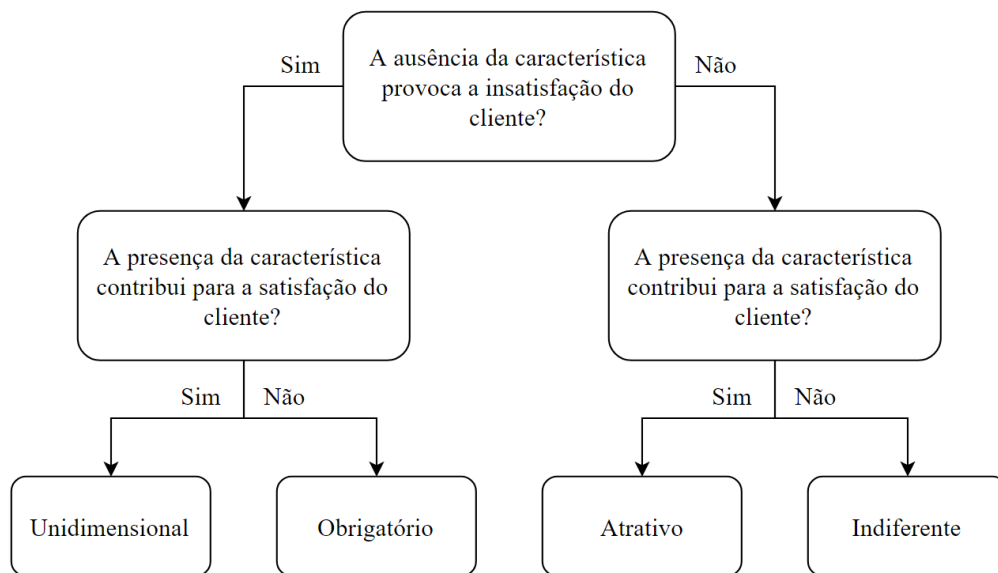 Sim
A ausência da característica
provoca a insatisfação do
cliente?
Não
A presença da característica
contribui para a satisfação do
cliente?
A presença da característica
contribui para a satisfação do
cliente?
Sim
Não
Sim
Não
Unidimensional
Obrigatório
Atrativo
Indiferente